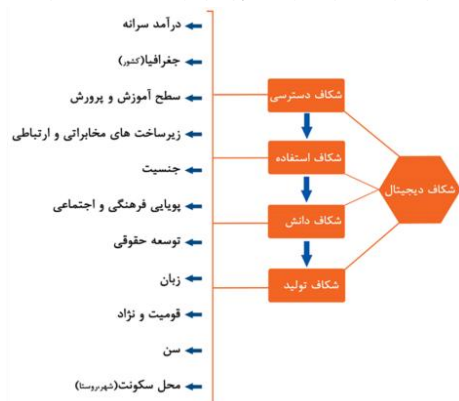 شکاف دیجیتال
شکاف دسترسی
شکاف استفاده
شکاف دانش
شکاف تولید
درآمد سرانه
جغرافیا(کشور)
سطح آموزش و پرورش
زیرساخت های مخابراتی و ارتباطی
جنسیت
پویایی فرهنگی و اجتماعی
توسعه حقوقی
زبان
قومیت و نژاد
سن
محل سکونت(شهر،روستا)